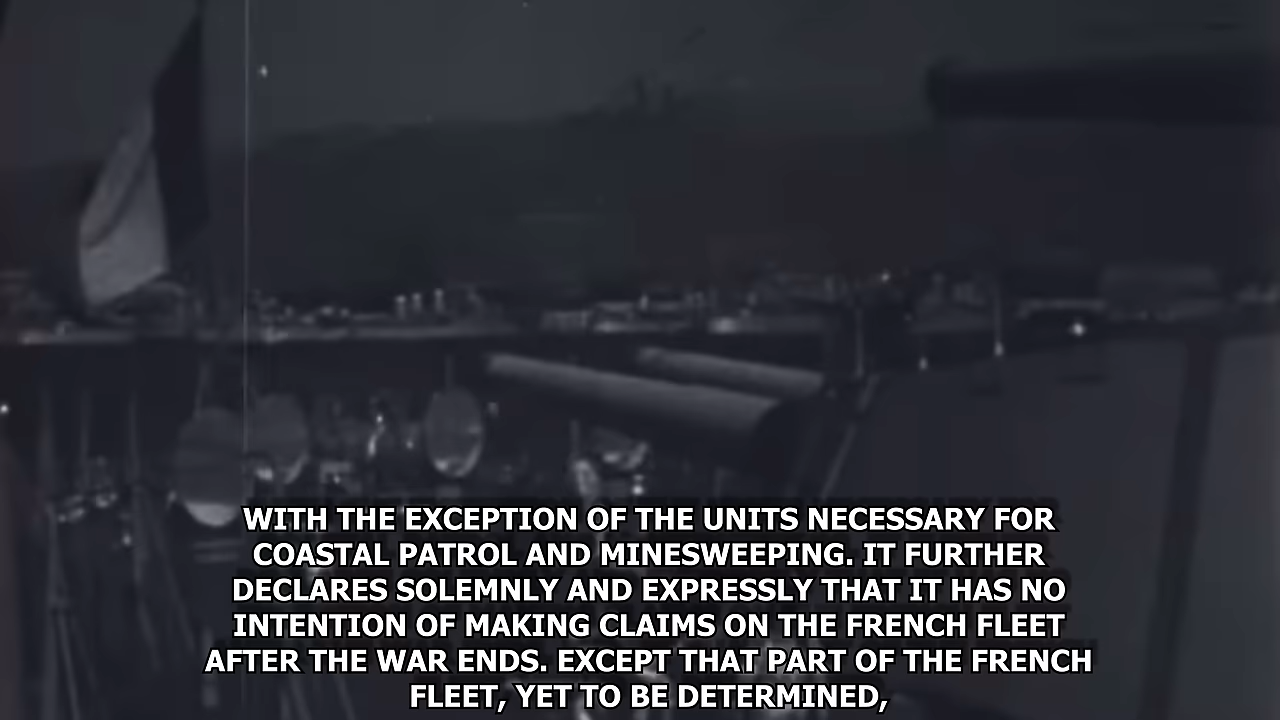 WITH THE EXCEPTION OF THE UNITS NECESSARY FOR
COASTAL PATROL AND MINESWEEPING. IT FURTHER
DECLARES SOLEMNLY AND EXPRESSLY THAT IT HAS NO
INTENTION OF MAKING CLAIMS ON THE FRENCH FLEET
AFTER THE WAR ENDS. EXCEPT THAT PART OF THE FRENCH
FLEET, YET TO BE DETERMINED,